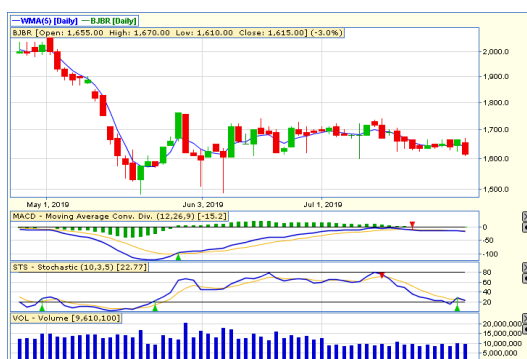 WMA(5) [Daily] BJBR [Daily]
BJBR [Open: 1,655.00 High: 1,670.00 Low: 1,610.00 Close: 1,615.00] (-3.0%)
2,000.0
1,900.0
1,800.0
1,700.0
1,600.0
1,500.0
May 1, 2019 Jun 3, 2019 Jul 1, 2019
MACD - Moving Average Conv. Div. (12,26,9) [-15.2]
0
-50
-100
STS - Stochastic (10,3,5) [22.77]
80
60
40
20
VOL - Volume [9,610,100]
20,000,000
15,000,000
10,000,000
5,000,000